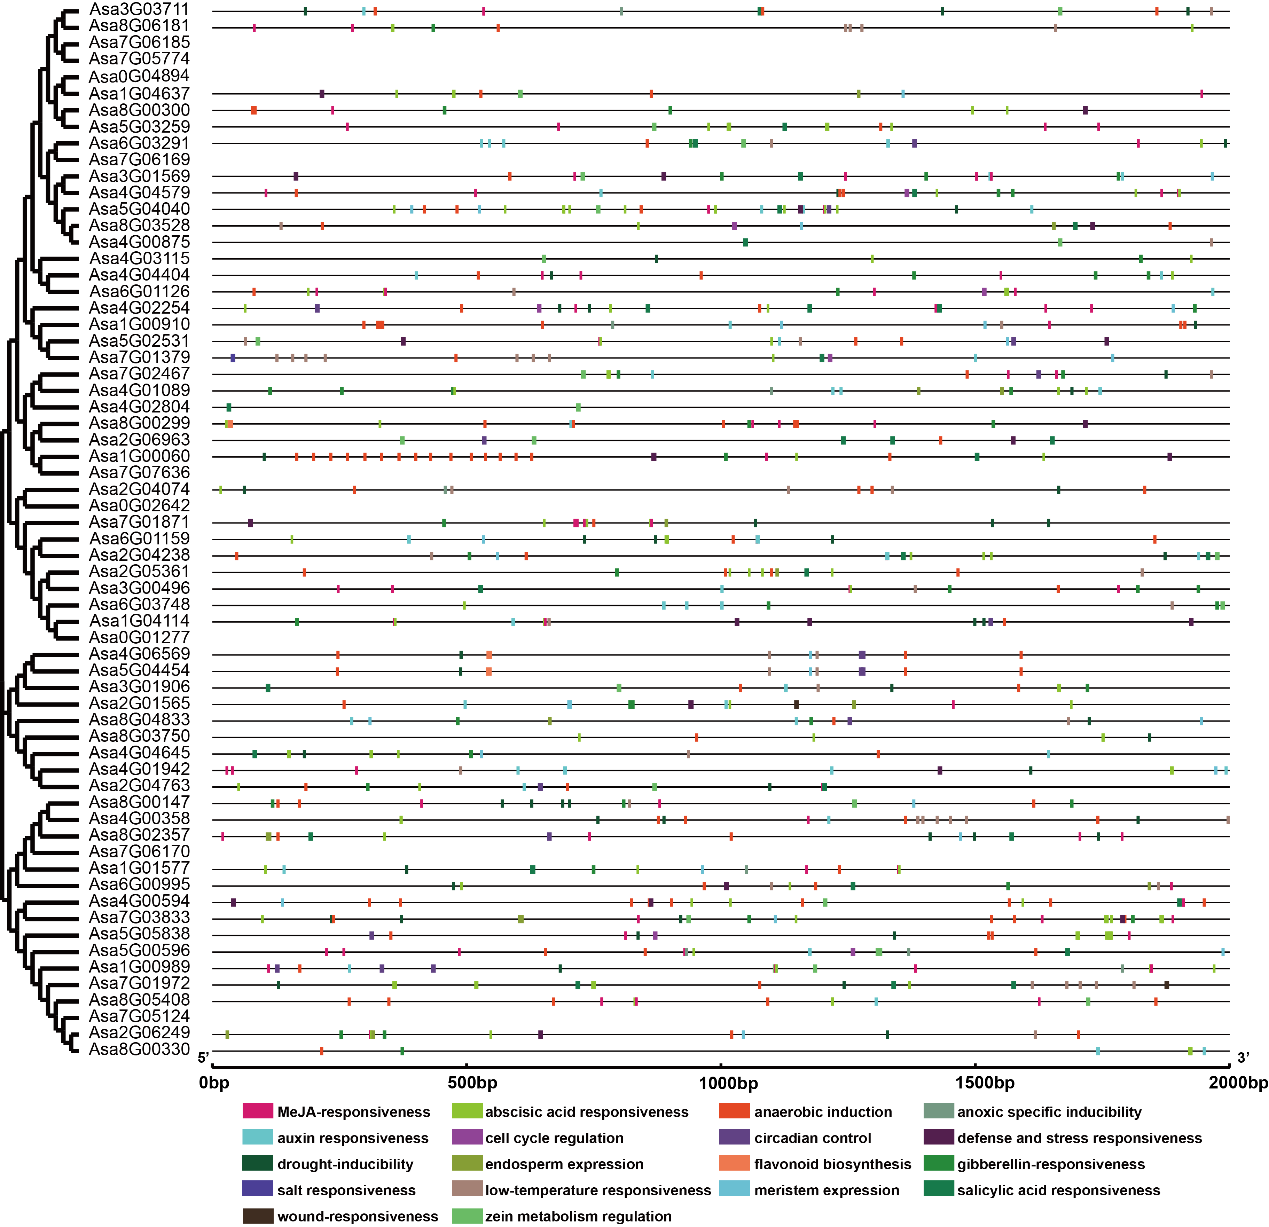 Asa3G03711
Asa8G06181
Asa7G06185
Asa7G05774
Asa0G04894
Asa1G04637
Asa8G00300
Asa5G03259
Asa6G03291
Asa7G06169
Asa3G01569
Asa4G04579
Asa5G04040
Asa8G03528
Asa4G00875
Asa4G03115
Asa4G04404
Asa6G01126
Asa4G02254
Asa1G00910
Asa5G02531
Asa7G01379
Asa7G02467
Asa4G01089
Asa4G02804
Asa8G00299
Asa2G06963
Asa1G00060
Asa7G07636
Asa2G04074
Asa0G02642
Asa7G01871
Asa6G01159
Asa2G04238
Asa2G05361
Asa3G00496
Asa6G03748
Asa1G04114
Asa0G01277
Asa4G06569
Asa5G04454
Asa3G01906
Asa2G01565
Asa8G04833
Asa8G03750
Asa4G04645
Asa4G01942
Asa2G04763
Asa8G00147
Asa4G00358
Asa8G02357
Asa7G06170
Asa1G01577
Asa6G00995
Asa4G00594
Asa7G03833
Asa5G05838
Asa5G00596
Asa1G00989
Asa7G01972
Asa8G05408
Asa7G05124
Asa2G06249
Asa8G00330
5’ 3’
0bp 500bp 1000bp 1500bp 2000bp
MeJA-responsiveness abscisic acid responsiveness anaerobic induction anoxic specific inducibility
auxin responsiveness cell cycle regulation circadian control defense and stress responsiveness
drought-inducibility endosperm expression flavonoid biosynthesis gibberellin-responsiveness
salt responsiveness low-temperature responsiveness meristem expression salicylic acid responsiveness
wound-responsiveness zein metabolism regulation